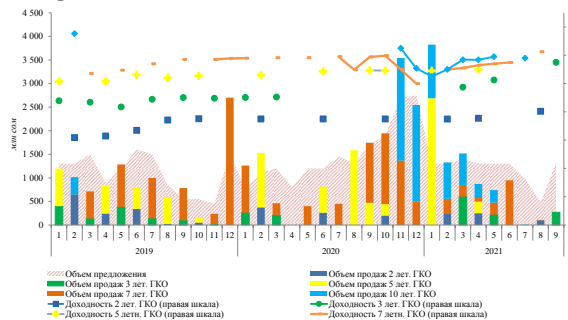 4 500
4 000
3 500
3 000
2 500
2 000
1 500
1 000
500
0
млн сом
1 2 3 4 5 6 7 8 9 10 11 12 1 2 3 4 5 6 7 8 9 10 11 12 1 2 3 4 5 6 7 8 9
2019 2020 2021
Объем предложения
Объем продаж 2 лет. ГКО
Объем продаж 3 лет. ГКО
Объем продаж 5 лет. ГКО
Объем продаж 7 лет. ГКО
Объем продаж 10 лет. ГКО
Доходность 2 лет. ГКО (правая шкала)
Доходность 3 лет. ГКО (правая шкала)
Доходность 5 летн. ГКО (правая шкала)
Доходность 7 летн. ГКО (правая шкала)